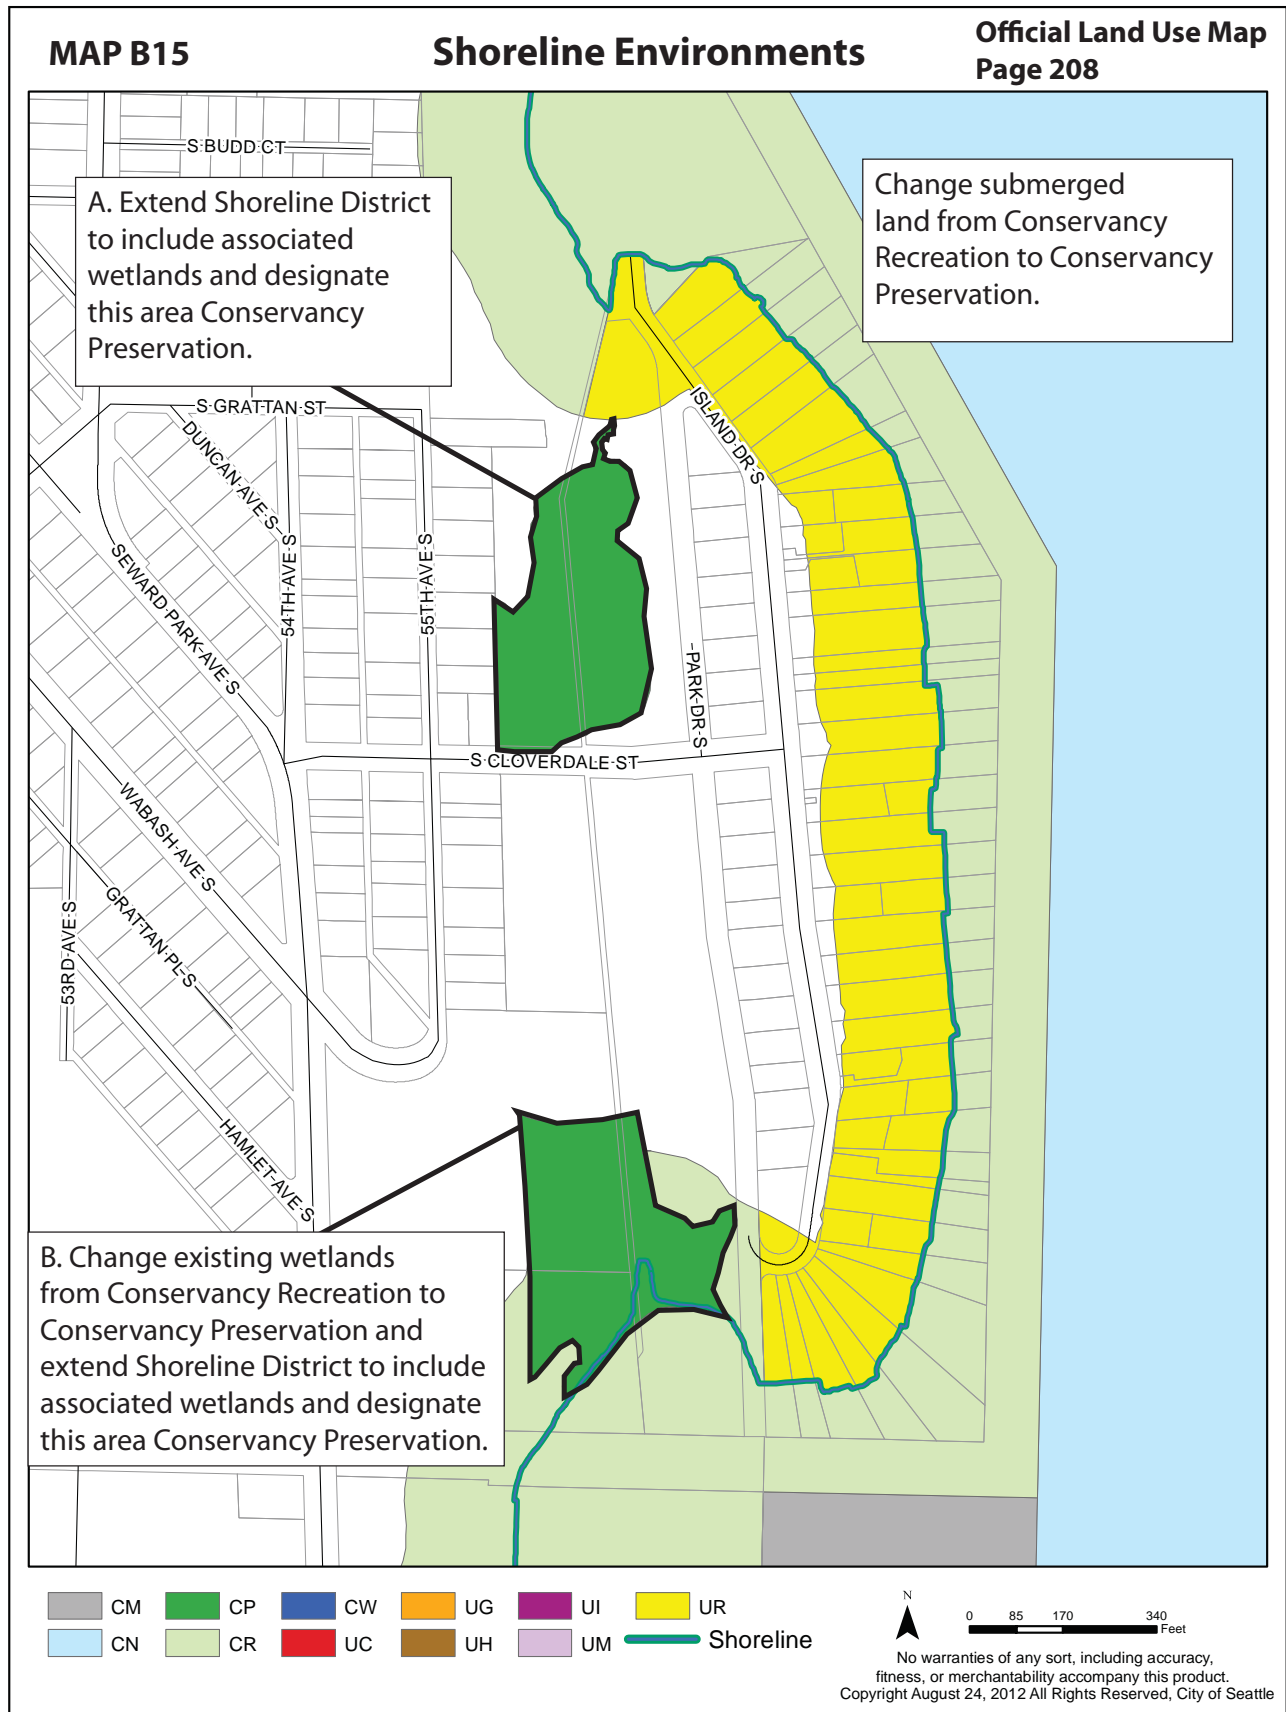 MAP B15
Shoreline Environments
Official Land Use Map
Page 208
S BUDD CT
A. Extend Shoreline District
to include associated
wetlands and designate
this area Conservancy
Preservation.
Change submerged
land from Conservancy
Recreation to Conservancy
Preservation.
S GRATTAN ST
DUNCAN AVE S
ISLAND DR S
SEWARD PARK AVE S
54TH AVE S
55TH AVE S
PARK DR S
S CLOVERDALE ST
WABASH AVE S
GRATTAN PL S
53RD AVE S
HAMLET AVE S
B. Change existing wetlands
from Conservancy Recreation to
Conservancy Preservation and
extend Shoreline District to include
associated wetlands and designate
this area Conservancy Preservation.
CM
CP
CW
UG
UI
UR
CN
CR
UC
UH
UM
Shoreline
N
0 85 170 340
Feet
No warranties of any sort, including accuracy,
fitness, or merchantability accompany this product.
Copyright August 24, 2012 All Rights Reserved, City of Seattle